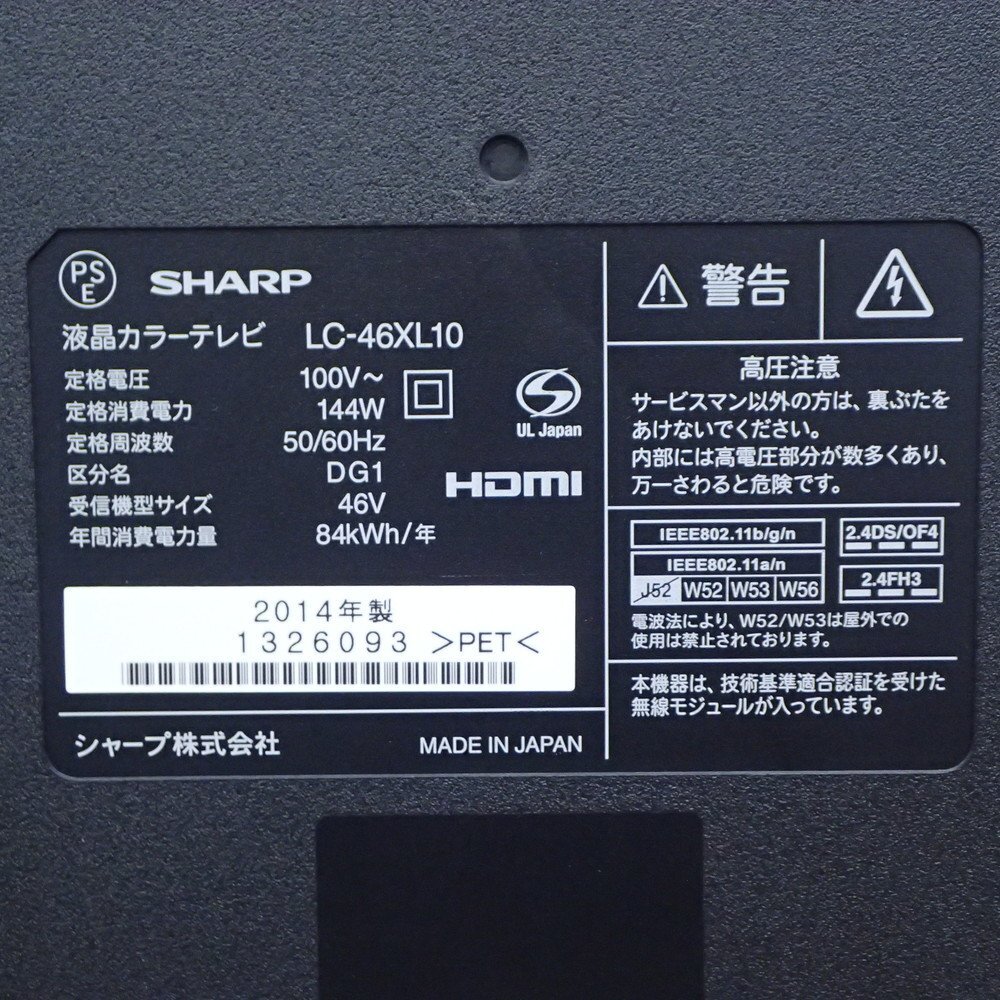 PSE SHARP
液晶カラーテレビ LC-46XL10
定格電圧 100V~
定格消費電力 144W
定格周波数 50/60Hz
区分名 DG1
受信機型サイズ 46V
年間消費電力量 84kWh/年
S
UL Japan
HDMI
2014年製
1326093 >PET<
シャープ株式会社 MADE IN JAPAN
警告
高圧注意
サービスマン以外の方は、裏ぶたを
あけないでください。
内部には高電圧部分が数多くあり、
万一さわると危険です。
IEEE802.11b/g/n
IEEE802.11a/n
J52 W52 W53 W56
2.4DS/OF4
2.4FH3
電波法により、W52/W53は屋外での
使用は禁止されております。
本機器は、技術基準適合認証を受けた
無線モジュールが入っています。